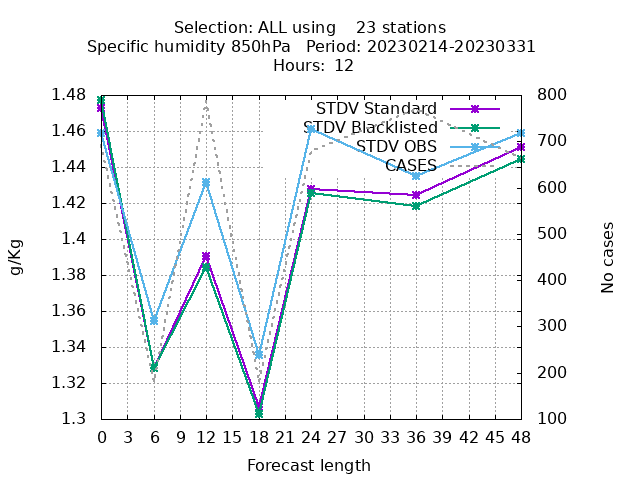 Selection: ALL using    23 stations
Specific humidity 850hPa   Period: 20230214-20230331
Hours:  12
STDV Standard
STDV Blacklisted
STDV OBS
CASES
1.48
1.46
1.44
1.42
1.4
1.38
1.36
1.34
1.32
1.3
g/Kg
800
700
600
500
400
300
200
100
No cases
0 3 6 9 12 15 18 21 24 27 30 33 36 39 42 45 48
Forecast length